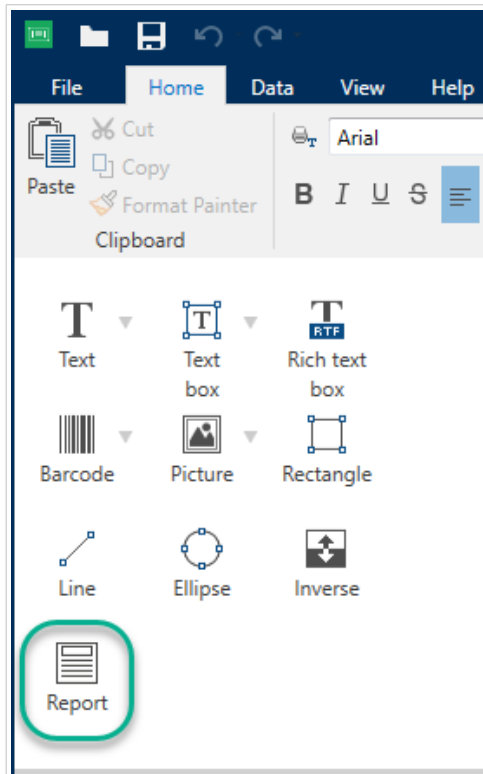 File Home Data View Help
Cut
Arial
Copy
Paste
Format Painter
B I U S
Clipboard
T T T
RTF
Text Text Rich text
box box
Barcode Picture Rectangle
Line Ellipse Inverse
Report